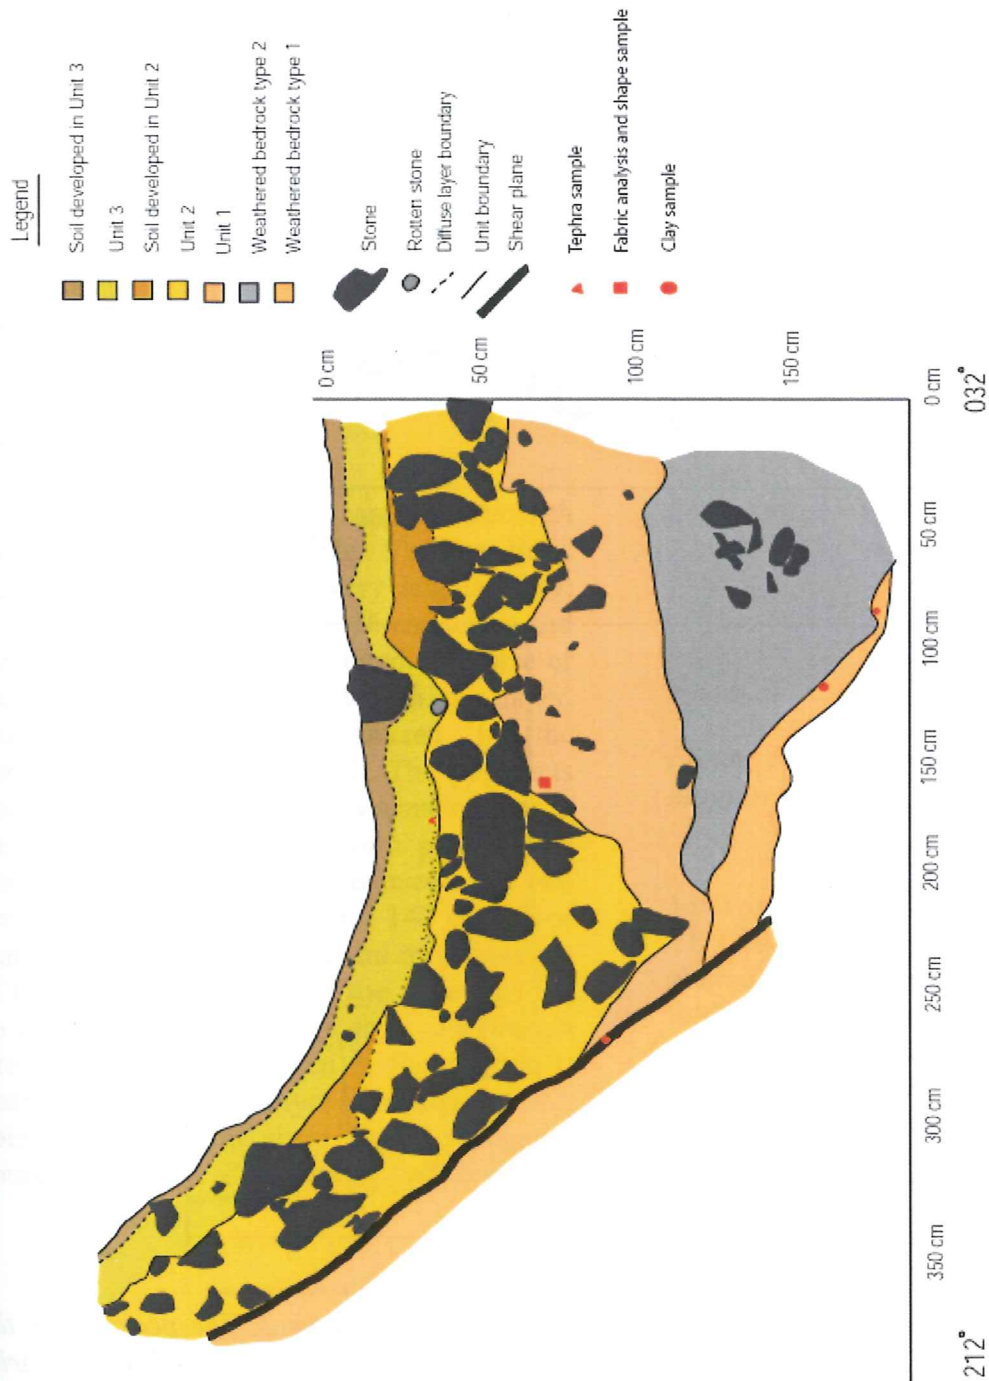 Legend
Soil developed in Unit 3
Unit 3
Soil developed in Unit 2
Unit 2
Unit 1
Weathered bedrock type 2
Weathered bedrock type 1
Stone
Rotten stone
Diffuse layer boundary
Unit boundary
Shear plane
Tephra sample
Fabric analysis and shape sample
Clay sample
0 cm
50 cm
100 cm
150 cm
0 cm
50 cm
100 cm
150 cm
200 cm
250 cm
300 cm
350 cm
032°
212°